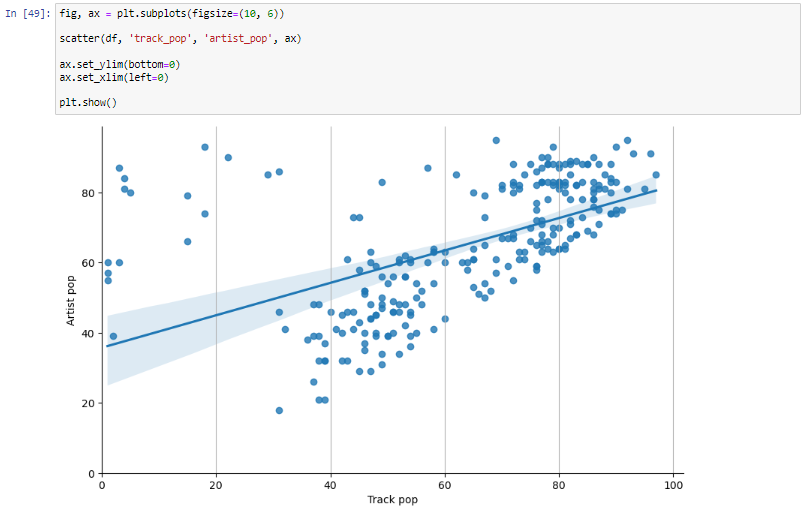 In [49]: fig, ax = plt.subplots(figsize=(10, 6))
scatter(df, 'track_pop', 'artist_pop', ax)
ax.set_ylim(bottom=0)
ax.set_xlim(left=0)
plt.show()
80
60
Artist pop
40
20
0
0 20 40 60 80 100
Track pop